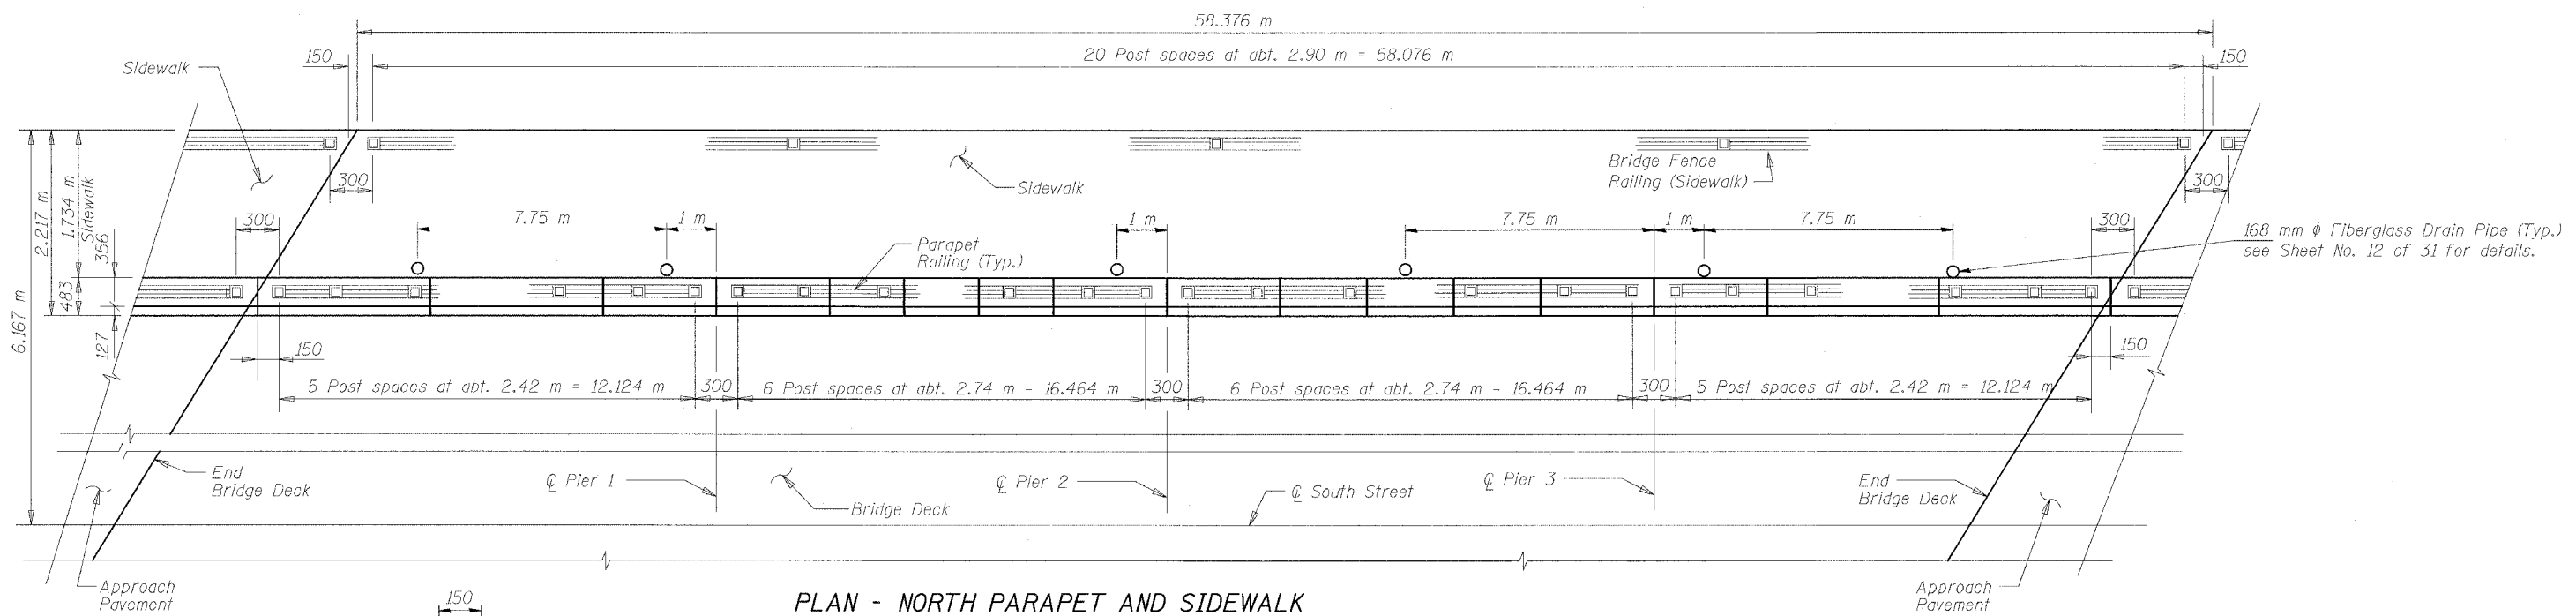 58.376 m
150
20 Post spaces at abt. 2.90 m = 58.076 m
150
Sidewalk
6.167 m
2.217 m
1.734 m
Sidewalk
356
483
127
300
300
Sidewalk
Bridge Fence
Railing (Sidewalk)
300
300
7.75 m
1 m
Parapet
Railing (Typ.)
1 m
7.75 m
1 m
7.75 m
300
168 mm ϕ Fiberglass Drain Pipe (Typ.)
see Sheet No. 12 of 31 for details.
150
150
5 Post spaces at abt. 2.42 m = 12.124 m
300
6 Post spaces at abt. 2.74 m = 16.464 m
300
6 Post spaces at abt. 2.74 m = 16.464 m
300
5 Post spaces at abt. 2.42 m = 12.124 m
End
Bridge Deck
℄ Pier 1
Bridge Deck
℄ Pier 2
℄ South Street
℄ Pier 3
End
Bridge Deck
Approach
Pavement
150
PLAN - NORTH PARAPET AND SIDEWALK
Approach
Pavement